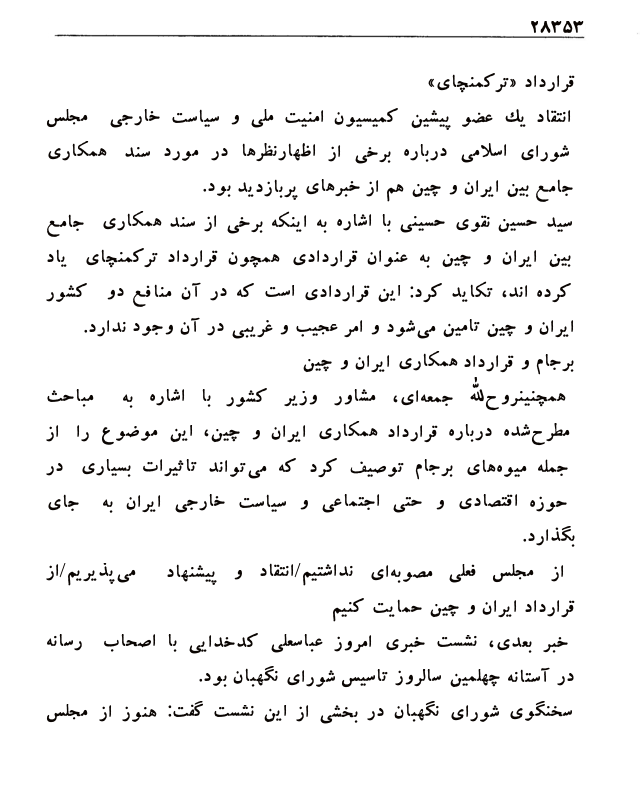 ۲۸۳۵۳
قرارداد «ترکمنچای»
انتقاد یك عضو پیشین کمیسیون امنیت ملی و سیاست خارجی مجلس
شورای اسلامی درباره برخی از اظهارنظرها در مورد سند همکاری
جامع بین ایران و چین هم از خبرهای پربازدید بود.
سید حسین نقوی حسینی با اشاره به اینکه برخی از سند همکاری جامع
بین ایران و چین به عنوان قراردادی همچون قرارداد ترکمنچای یاد
کرده اند، تکاید کرد: این قراردادی است که در آن منافع دو کشور
ایران و چین تامین می‌شود و امر عجیب و غریبی در آن وجود ندارد.
برجام و قرارداد همکاری ایران و چین
همچنینروح‌الله جمعه‌ای، مشاور وزیر کشور با اشاره به مباحث
مطرح‌شده درباره قرارداد همکاری ایران و چین، این موضوع را از
جمله میوه‌های برجام توصیف کرد که می‌تواند تاثیرات بسیاری در
حوزه اقتصادی و حتی اجتماعی و سیاست خارجی ایران به جای
بگذارد.
از مجلس فعلی مصوبه‌ای نداشتیم/انتقاد و پیشنهاد می‌پذیریم/از
قرارداد ایران و چین حمایت کنیم
خبر بعدی، نشست خبری امروز عباسعلی کدخدایی با اصحاب رسانه
در آستانه چهلمین سالروز تاسیس شورای نگهبان بود.
سخنگوی شورای نگهبان در بخشی از این نشست گفت: هنوز از مجلس